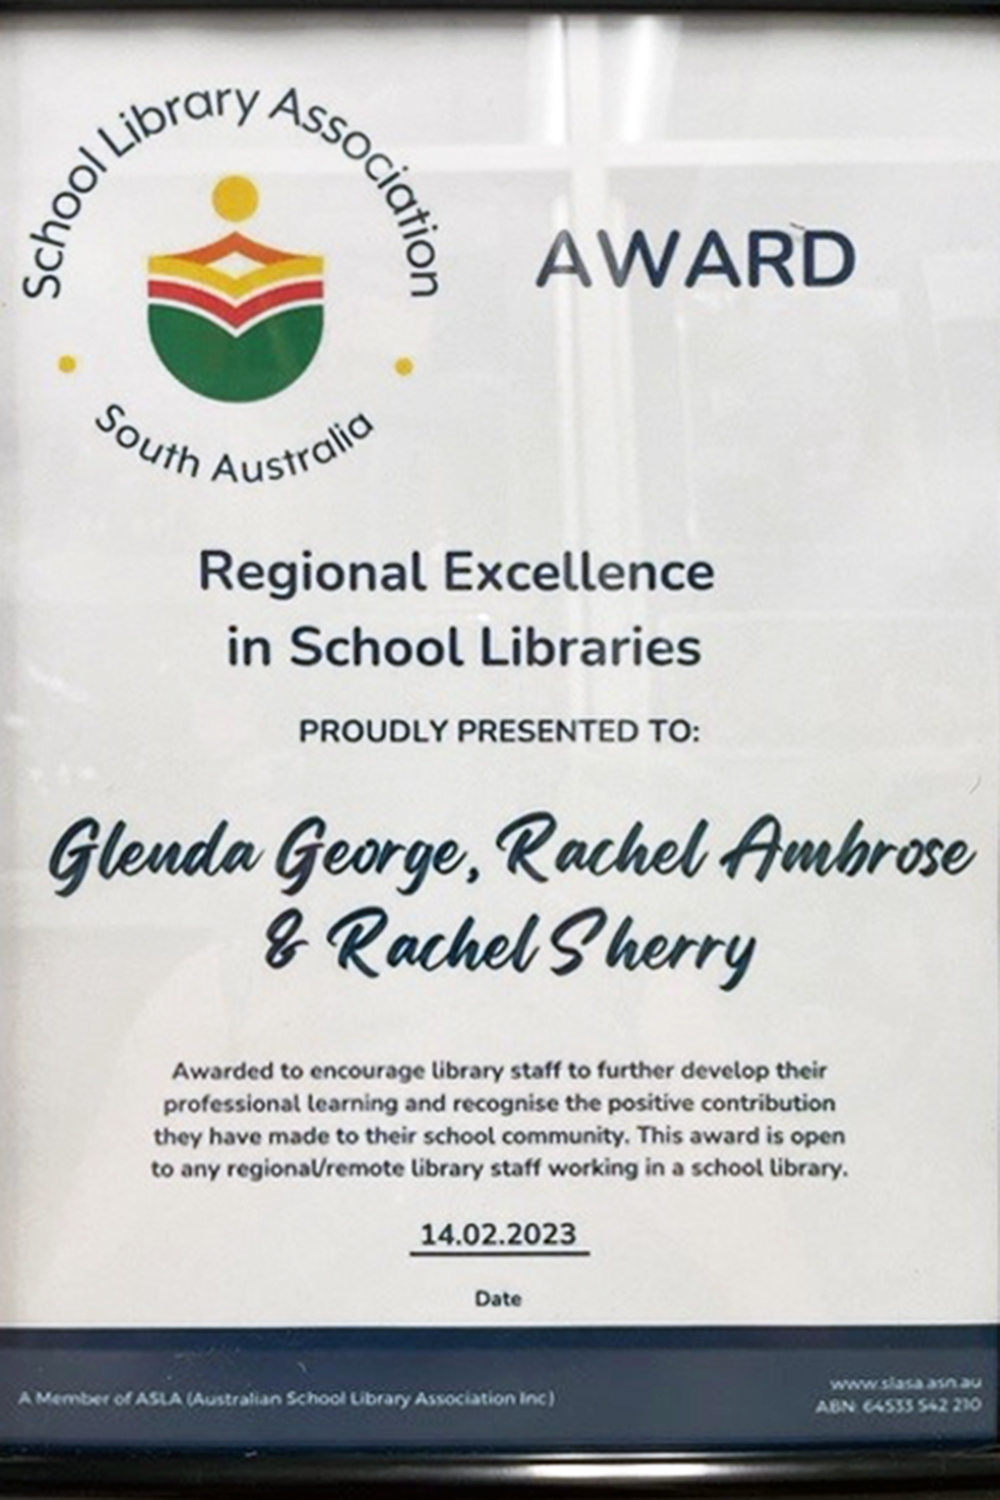 School Library Association
South Australia
AWARD
Regional Excellence
in School Libraries
PROUDLY PRESENTED TO:
Glenda George, Rachel Ambrose
& Rachel Sherry
Awarded to encourage library staff to further develop their
professional learning and recognise the positive contribution
they have made to their school community. This award is open
to any regional/remote library staff working in a school library.
14.02.2023
Date
A Member of ASLA (Australian School Library Association Inc)
www.slasa.asn.au
ABN: 64533 542 210